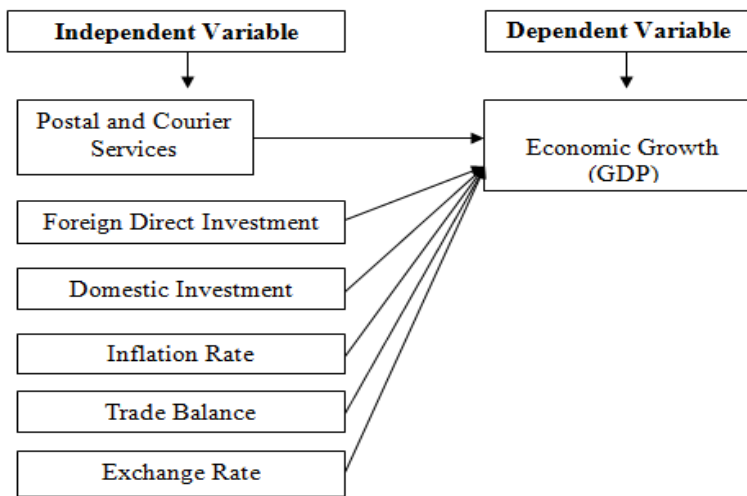 Independent Variable
Dependent Variable
Postal and Courier
Services
Economic Growth
(GDP)
Foreign Direct Investment
Domestic Investment
Inflation Rate
Trade Balance
Exchange Rate